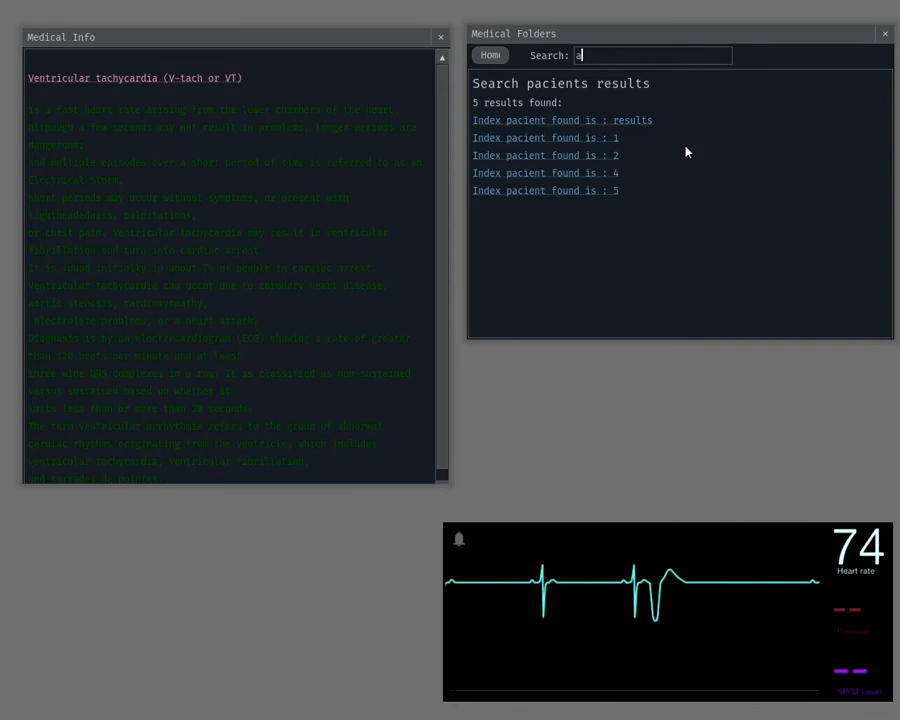 Medical Info
Ventricular tachycardia (V-tach or VT)
is a fast heart rate arising from the lower chambers of the heart.
Although a few seconds may not result in problems, longer periods are
dangerous;
and multiple episodes over a short period of time is referred to as an
Electrical Storm.
Short periods may occur without symptoms, or present with
lightheadedness, palpitations,
or chest pain. Ventricular tachycardia may result in ventricular
fibrillation and turn into cardiac arrest.
It is found initially in about 7% of people in cardiac arrest.
Ventricular tachycardia can occur due to coronary heart disease,
aortic stenosis, cardiomyopathy,
electrolyte problems, or a heart attack.
Diagnosis is by an electrocardiogram (ECG) showing a rate of greater
than 120 beats per minute and at least
three wide QRS complexes in a row. It is classified as non-sustained
versus sustained based on whether it
lasts less than or more than 30 seconds.
The term ventricular arrhythmia refers to the group of abnormal
cardiac rhythms originating from the ventricle, which includes
ventricular tachycardia, ventricular fibrillation,
and torsades de pointes.
Medical Folders
Home Search: a
Search pacients results
5 results found:
Index pacient found is : results
Index pacient found is : 1
Index pacient found is : 2
Index pacient found is : 4
Index pacient found is : 5
74
Heart rate
Pressure
SPO2 Level